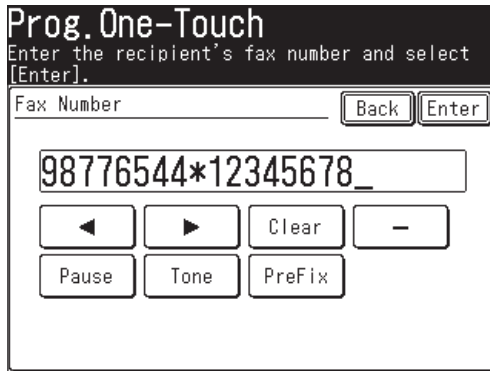 Prog.One-Touch
Enter the recipient's fax number and select
[Enter].
Fax Number
Back Enter
98776544*12345678_
◀ ▶ Clear –
Pause Tone PreFix